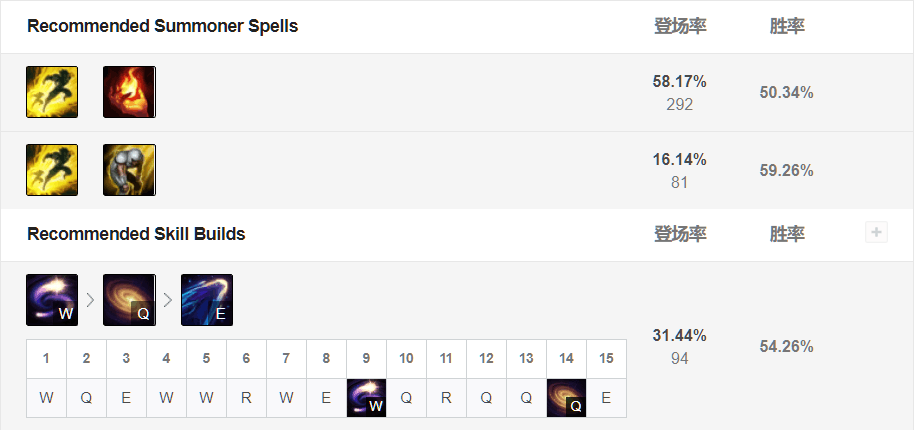 Recommended Summoner Spells 登场率 胜率
58.17%
292
50.34%
16.14%
81
59.26%
Recommended Skill Builds 登场率 胜率 +
W > Q > E
31.44%
94
54.26%
1 2 3 4 5 6 7 8 9 10 11 12 13 14 15
W Q E W W R W E W Q R Q Q Q E